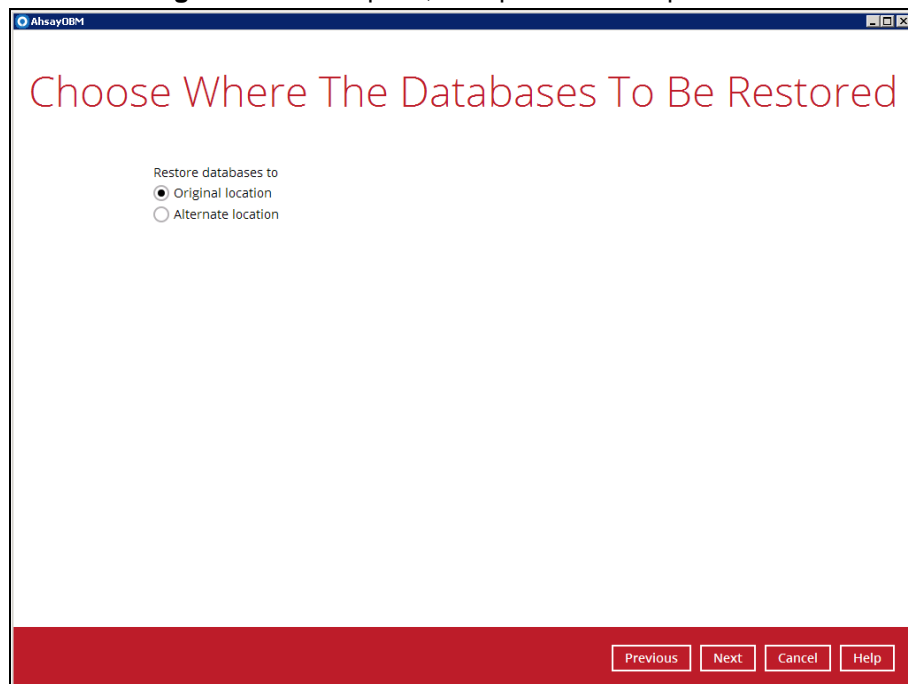 AhsayOBM
Choose Where The Databases To Be Restored
Restore databases to
Original location
Alternate location
Previous Next Cancel Help